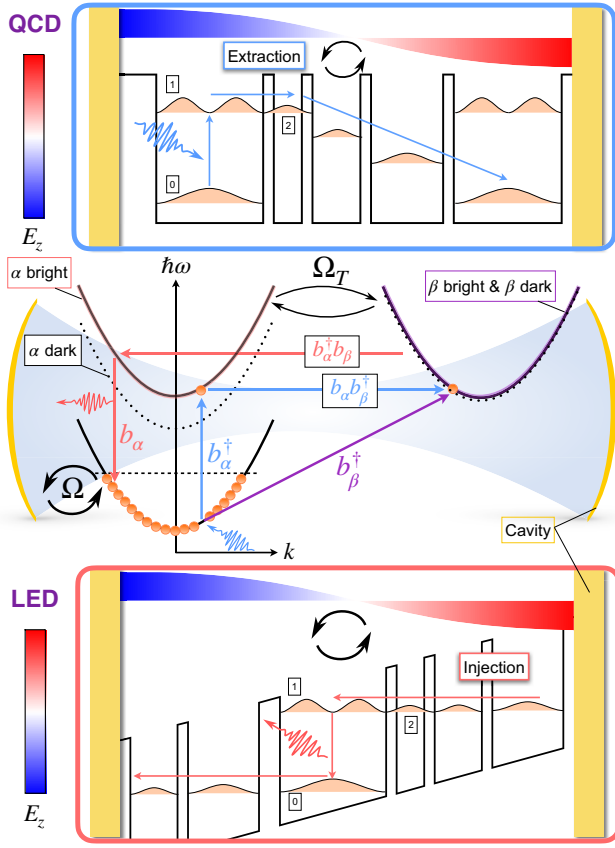 QCD
Extraction
1
2
0
E_z
α bright
ħω
Ω_T
β bright & β dark
α dark
b_α^† b_β
b_α b_β^†
b_α
b_α^†
b_β^†
Ω
k
Cavity
LED
Injection
1
2
0
E_z